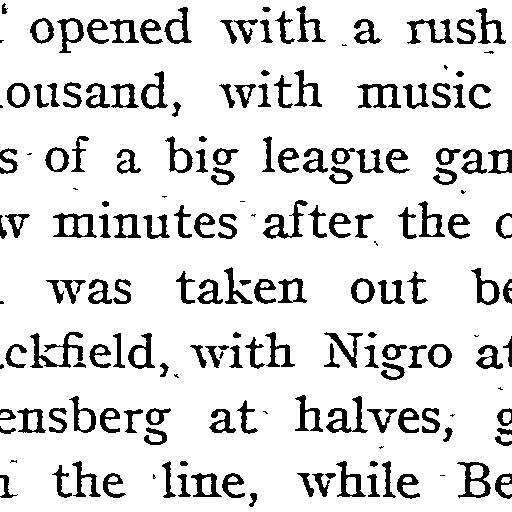 opened with a rush
ousand, with music
s of a big league gam
w minutes after the
was taken out be
ckfield, with Nigro at
ensberg at halves, g
the line, while Be